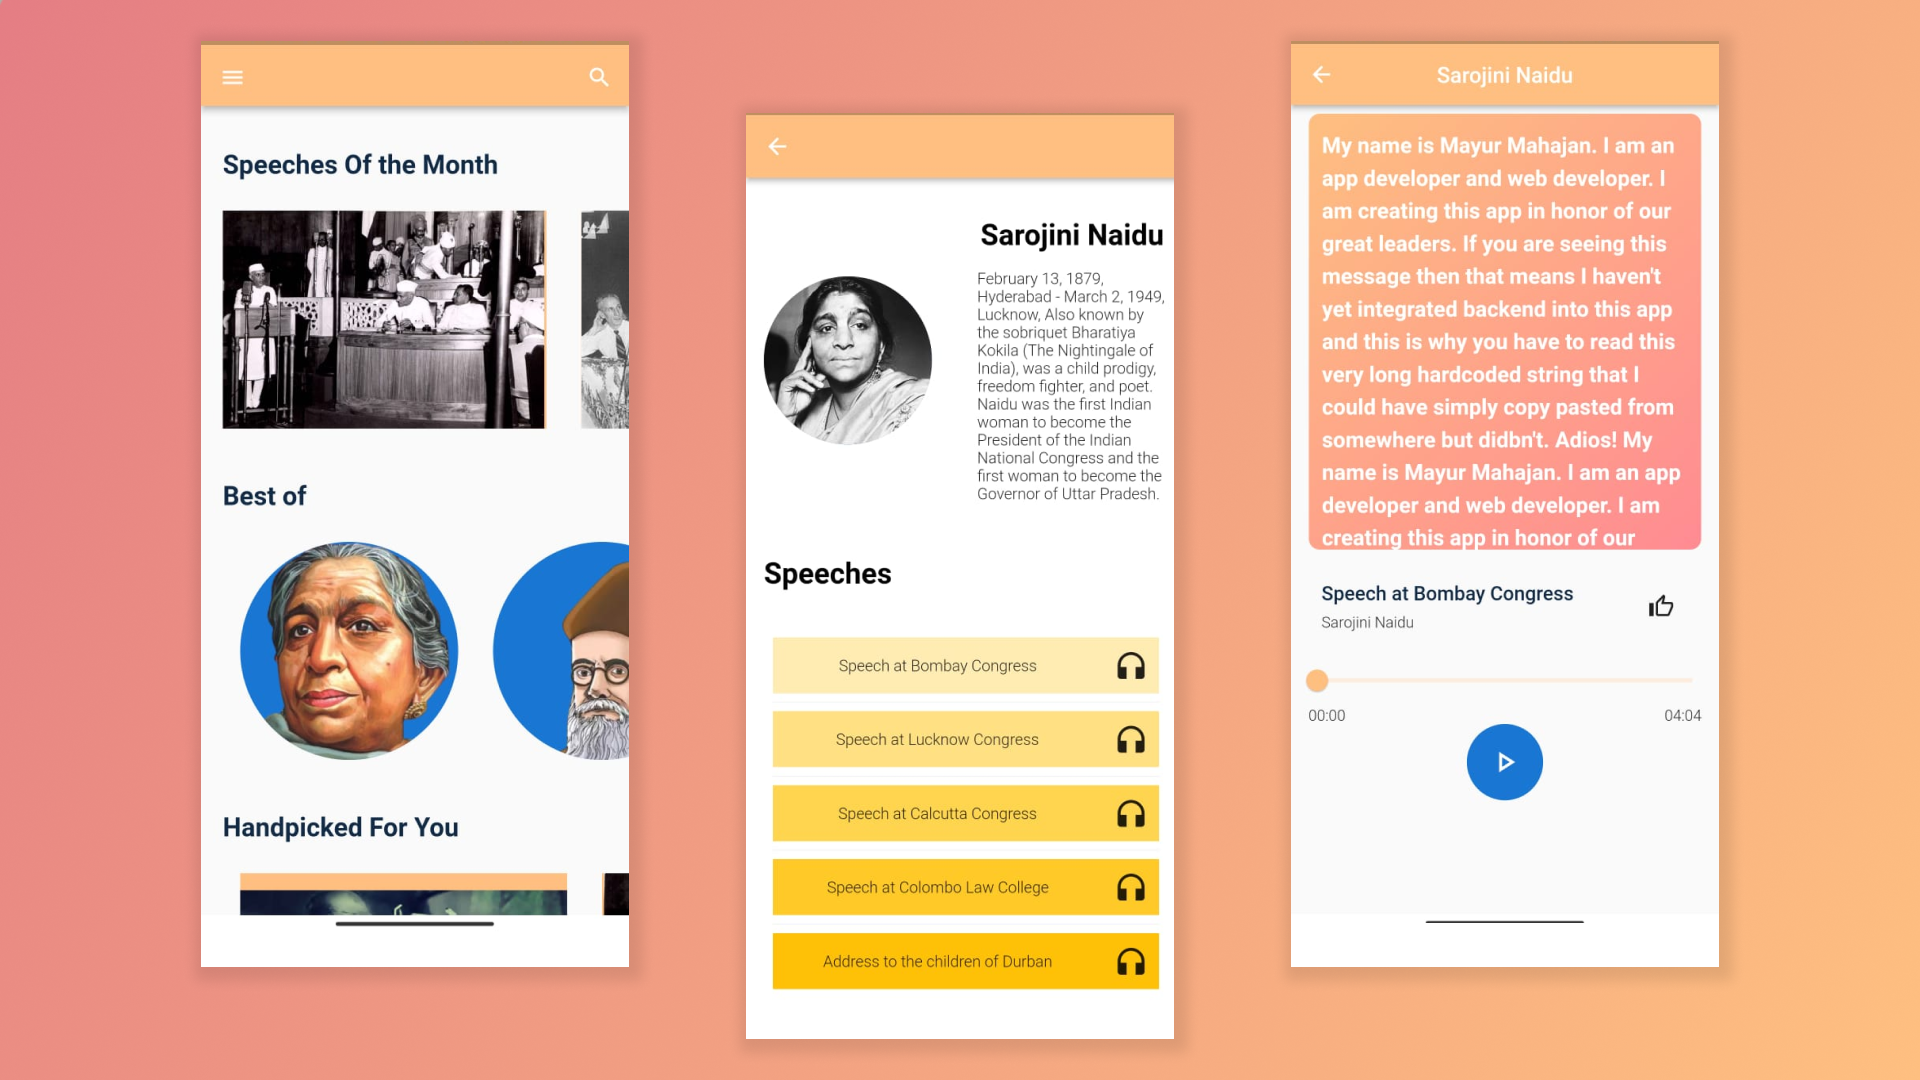 Speeches Of the Month
Best of
Handpicked For You
Sarojini Naidu
February 13, 1879,
Hyderabad - March 2, 1949,
Lucknow, Also known by
the sobriquet Bharatiya
Kokila (The Nightingale of
India), was a child prodigy,
freedom fighter, and poet.
Naidu was the first Indian
woman to become the
President of the Indian
National Congress and the
first woman to become the
Governor of Uttar Pradesh.
Speeches
Speech at Bombay Congress
Speech at Lucknow Congress
Speech at Calcutta Congress
Speech at Colombo Law College
Address to the children of Durban
Sarojini Naidu
My name is Mayur Mahajan. I am an
app developer and web developer. I
am creating this app in honor of our
great leaders. If you are seeing this
message then that means I haven't
yet integrated backend into this app
and this is why you have to read this
very long hardcoded string that I
could have simply copy pasted from
somewhere but didbn't. Adios! My
name is Mayur Mahajan. I am an app
developer and web developer. I am
creating this app in honor of our
Speech at Bombay Congress
Sarojini Naidu
00:00
04:04